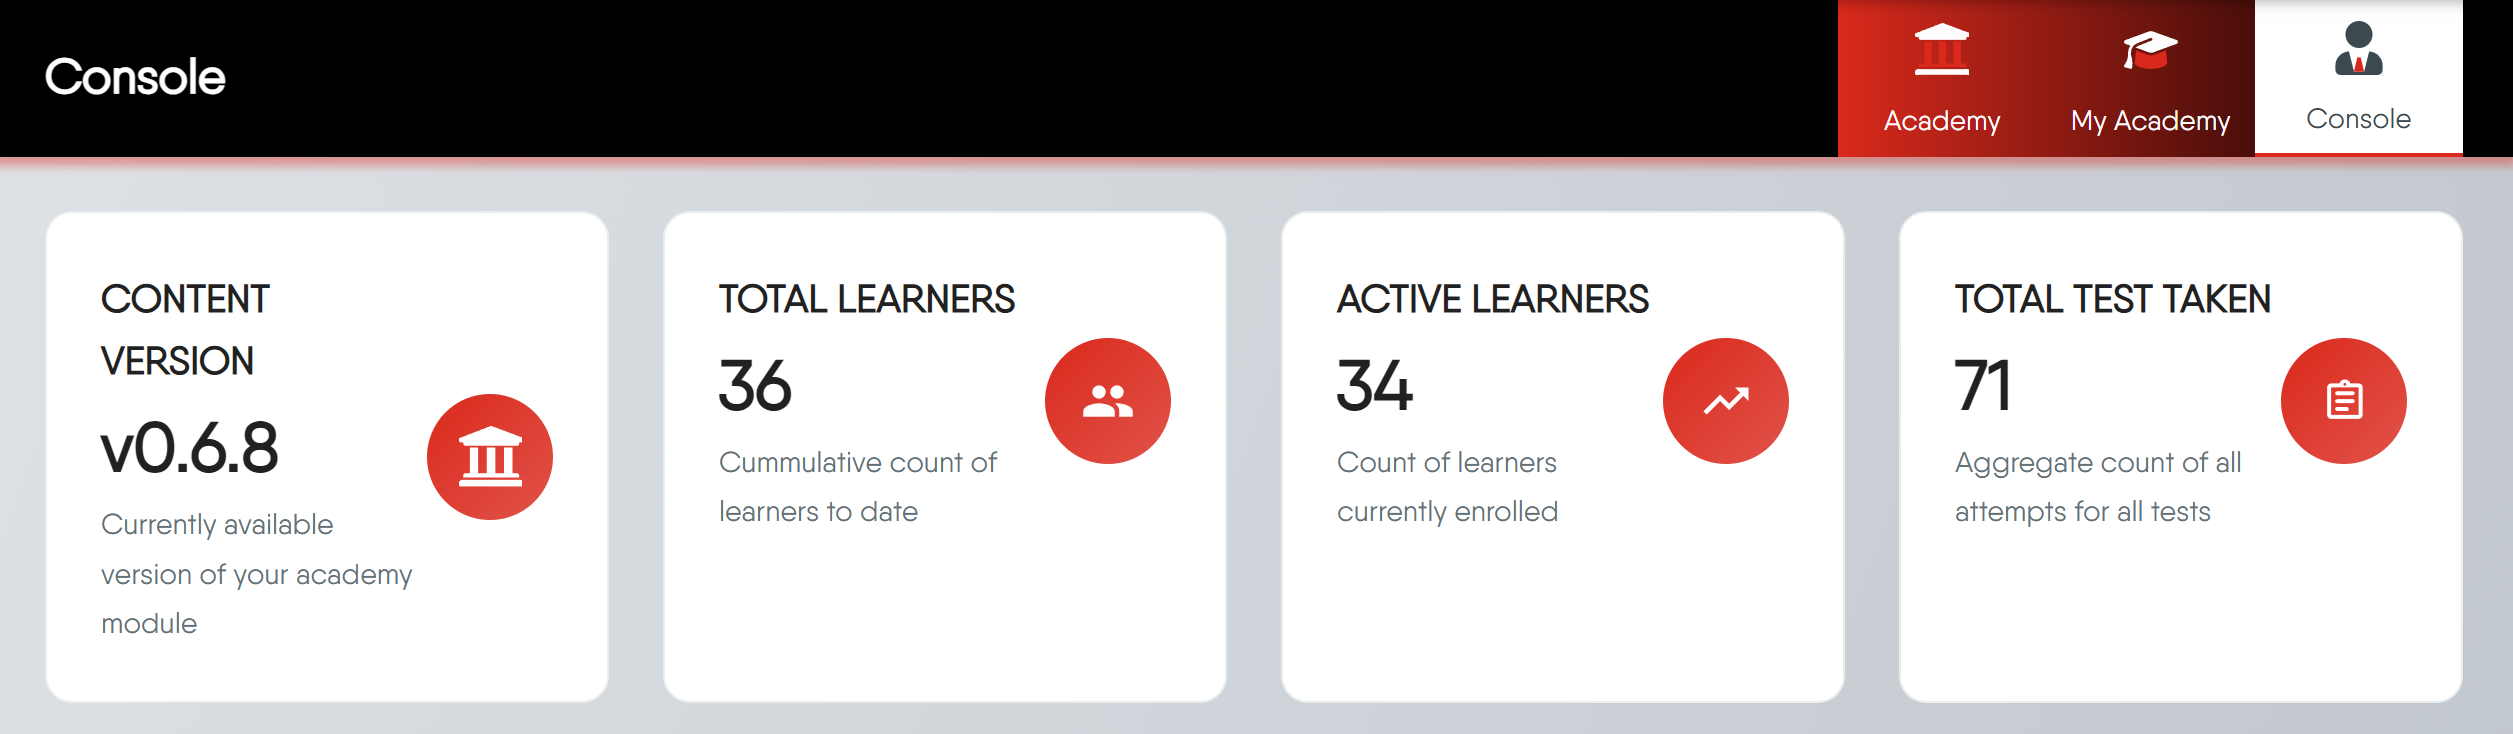 Console
Academy
My Academy
Console
CONTENT
VERSION
v0.6.8
Currently available
version of your academy
module
TOTAL LEARNERS
36
Cummulative count of
learners to date
ACTIVE LEARNERS
34
Count of learners
currently enrolled
TOTAL TEST TAKEN
71
Aggregate count of all
attempts for all tests